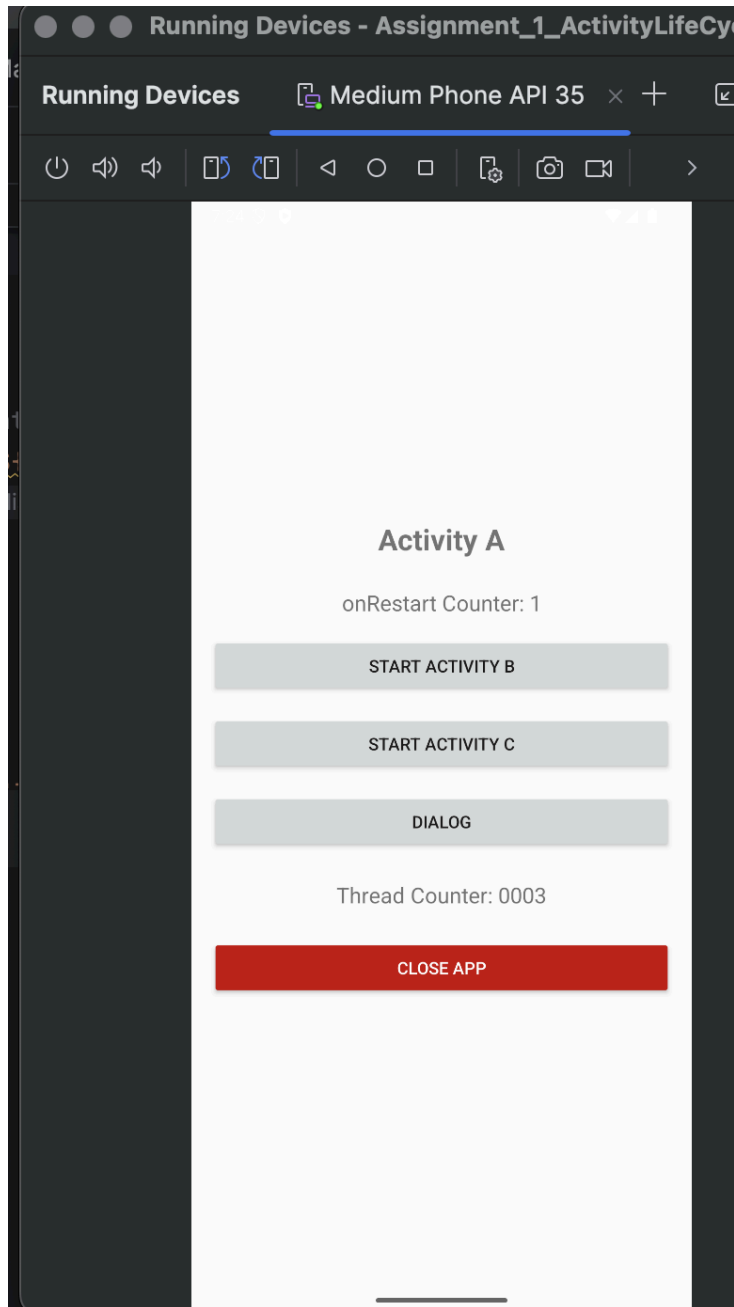 Running Devices - Assignment_1_ActivityLifeCy
Running Devices
Medium Phone API 35
Activity A
onRestart Counter: 1
START ACTIVITY B
START ACTIVITY C
DIALOG
Thread Counter: 0003
CLOSE APP